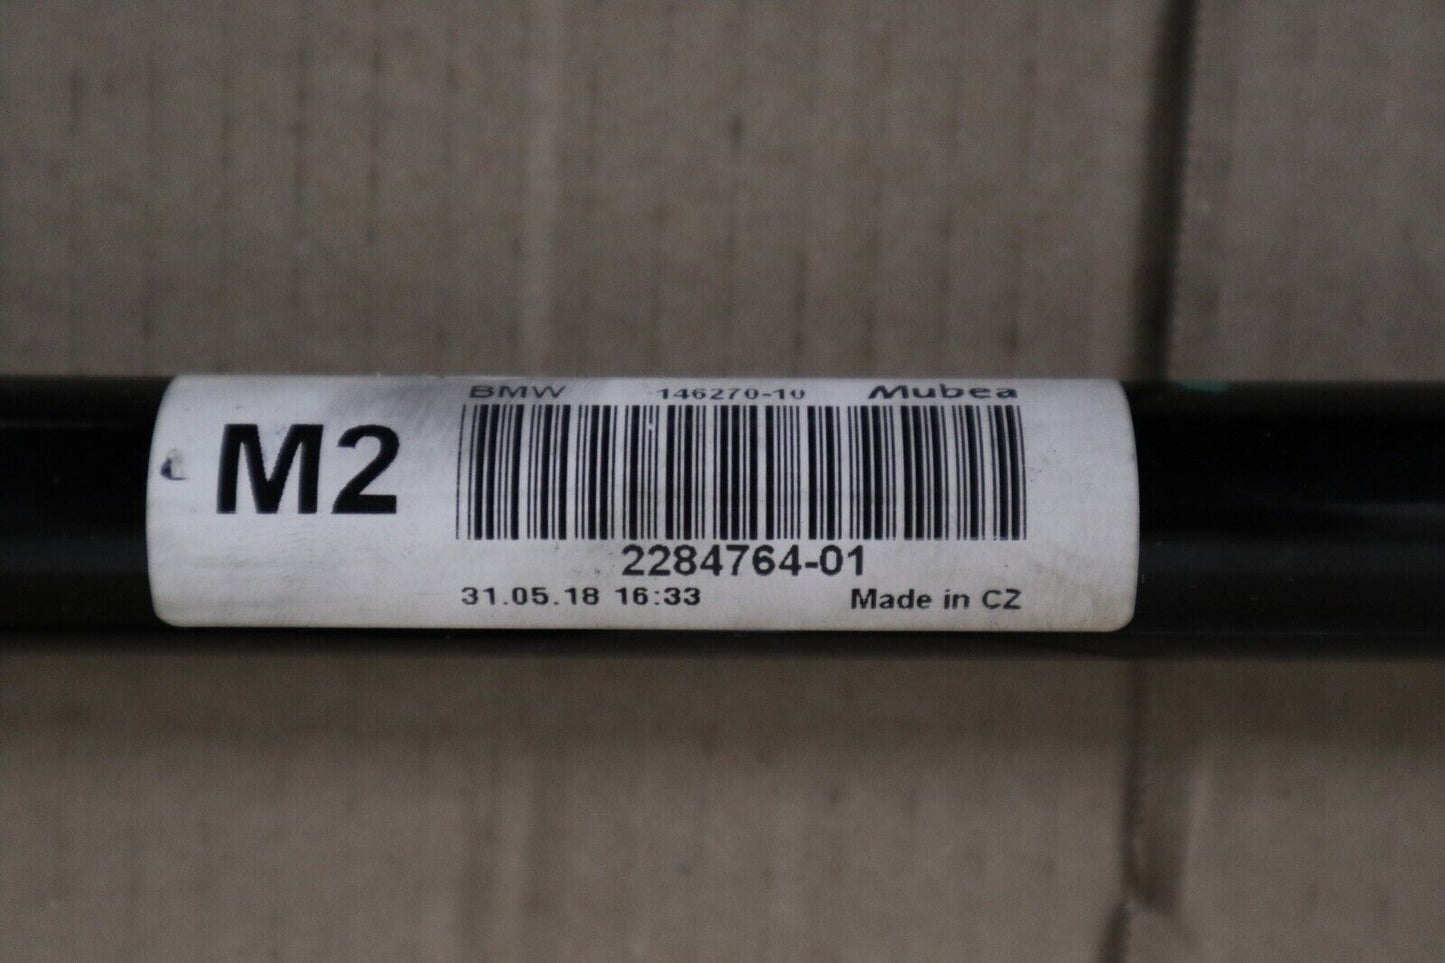 BMW 146270-10 Mubea
M2
2284764-01
31.05.18 16:33 Made in CZ